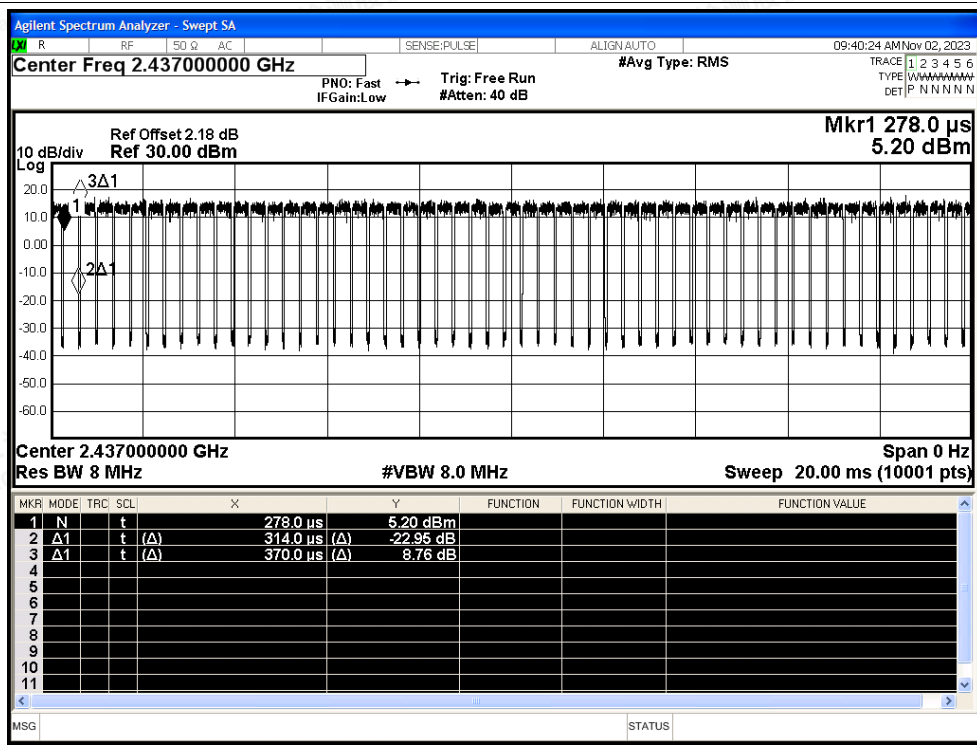 Agilent Spectrum Analyzer - Swept SA
LXI R RF 50 Ω AC SENSE:PULSE ALIGN AUTO 09:40:24 AM Nov 02, 2023
Center Freq 2.437000000 GHz #Avg Type: RMS TRACE 1 2 3 4 5 6
PNO: Fast Trig: Free Run TYPE
IFGain:Low #Atten: 40 dB DET P N N N N N
Mkr1 278.0 µs
Ref Offset 2.18 dB
10 dB/div Ref 30.00 dBm 5.20 dBm
Log
20.0
3Δ1
1
10.0
0.00
-10.0
2Δ1
-20.0
-30.0
-40.0
-50.0
-60.0
Center 2.437000000 GHz Span 0 Hz
Res BW 8 MHz #VBW 8.0 MHz Sweep 20.00 ms (10001 pts)
MKR MODE TRC SCL X Y FUNCTION FUNCTION WIDTH FUNCTION VALUE
1 N t 278.0 µs 5.20 dBm
2 Δ1 t (Δ) 314.0 µs (Δ) -22.95 dB
3 Δ1 t (Δ) 370.0 µs (Δ) 8.76 dB
4
5
6
7
8
9
10
11
MSG STATUS